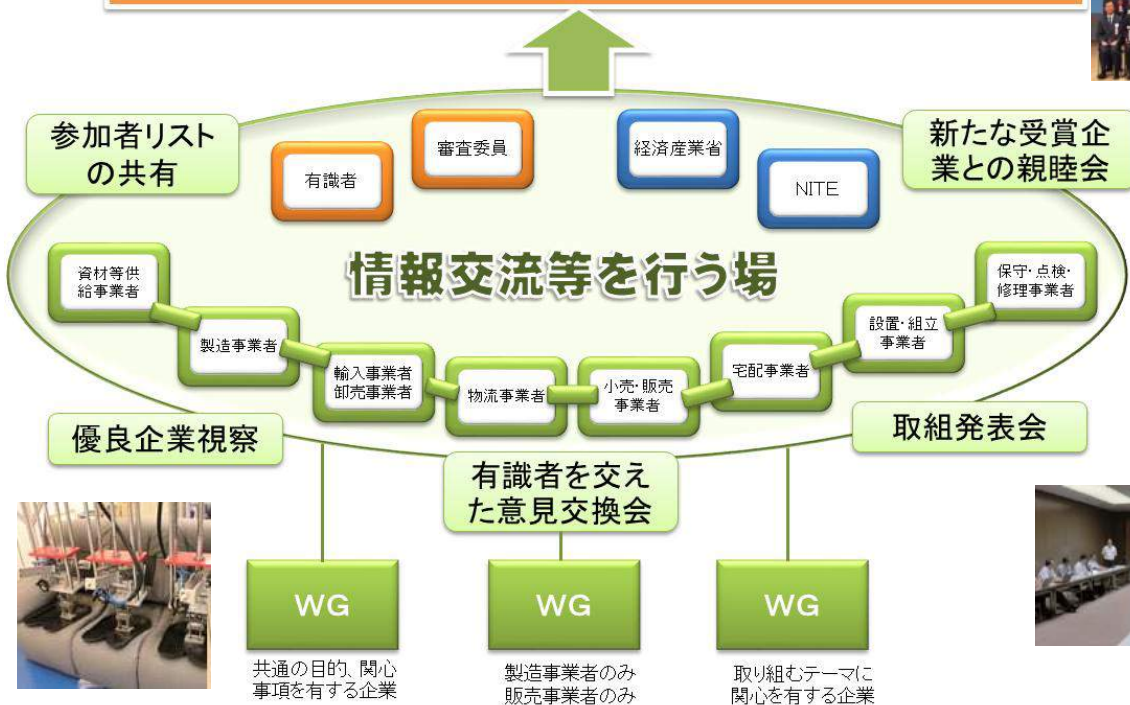 参加者リスト
の共有
有識者
審査委員
経済産業省
NITE
新たな受賞企
業との親睦会
情報交流等を行う場
資材等供
給事業者
製造事業者
輸入事業者
卸売事業者
物流事業者
小売・販売
事業者
宅配事業者
設置・組立
事業者
保守・点検・
修理事業者
優良企業視察
有識者を交え
た意見交換会
取組発表会
WG
共通の目的、関心
事項を有する企業
WG
製造事業者のみ
販売事業者のみ
WG
取り組むテーマに
関心を有する企業